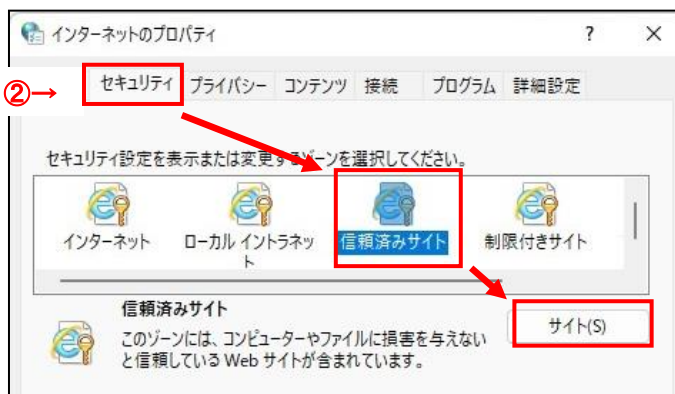 インターネットのプロパティ ? ×
②→ セキュリティ プライバシー コンテンツ 接続 プログラム 詳細設定
セキュリティ設定を表示または変更するゾーンを選択してください。
インターネット ローカル イントラネッ 信頼済みサイト 制限付きサイト
ト
信頼済みサイト
サイト(S)
このゾーンには、コンピューターやファイルに損害を与えない
と信頼している Web サイトが含まれています。